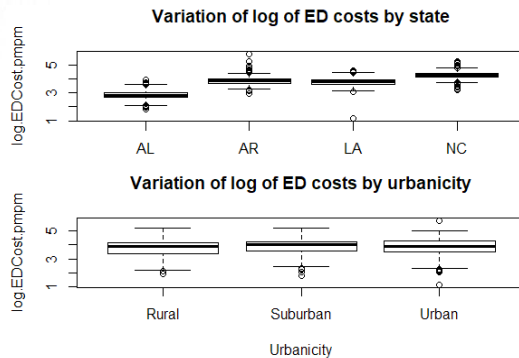 Variation of log of ED costs by state
log.EDCost.pmpm
5
3
1
AL AR LA NC
Variation of log of ED costs by urbanicity
log.EDCost.pmpm
5
3
1
Rural Suburban Urban
Urbanicity